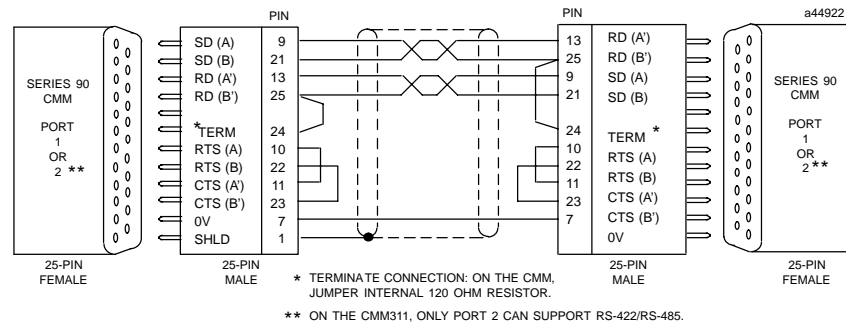 a44922
PIN
PIN
SERIES 90
CMM
PORT
1
OR
2 **
SD (A) 9
SD (B) 21
RD (A') 13
RD (B') 25
*TERM 24
RTS (A) 10
RTS (B) 22
CTS (A') 11
CTS (B') 23
0V 7
SHLD 1
13 RD (A')
25 RD (B')
9 SD (A)
21 SD (B)
24 TERM *
10 RTS (A)
22 RTS (B)
11 CTS (A')
23 CTS (B')
7 0V
SERIES 90
CMM
PORT
1
OR
2 **
25-PIN
FEMALE
25-PIN
MALE
25-PIN
MALE
25-PIN
FEMALE
* TERMINATE CONNECTION: ON THE CMM,
JUMPER INTERNAL 120 OHM RESISTOR.
** ON THE CMM311, ONLY PORT 2 CAN SUPPORT RS-422/RS-485.